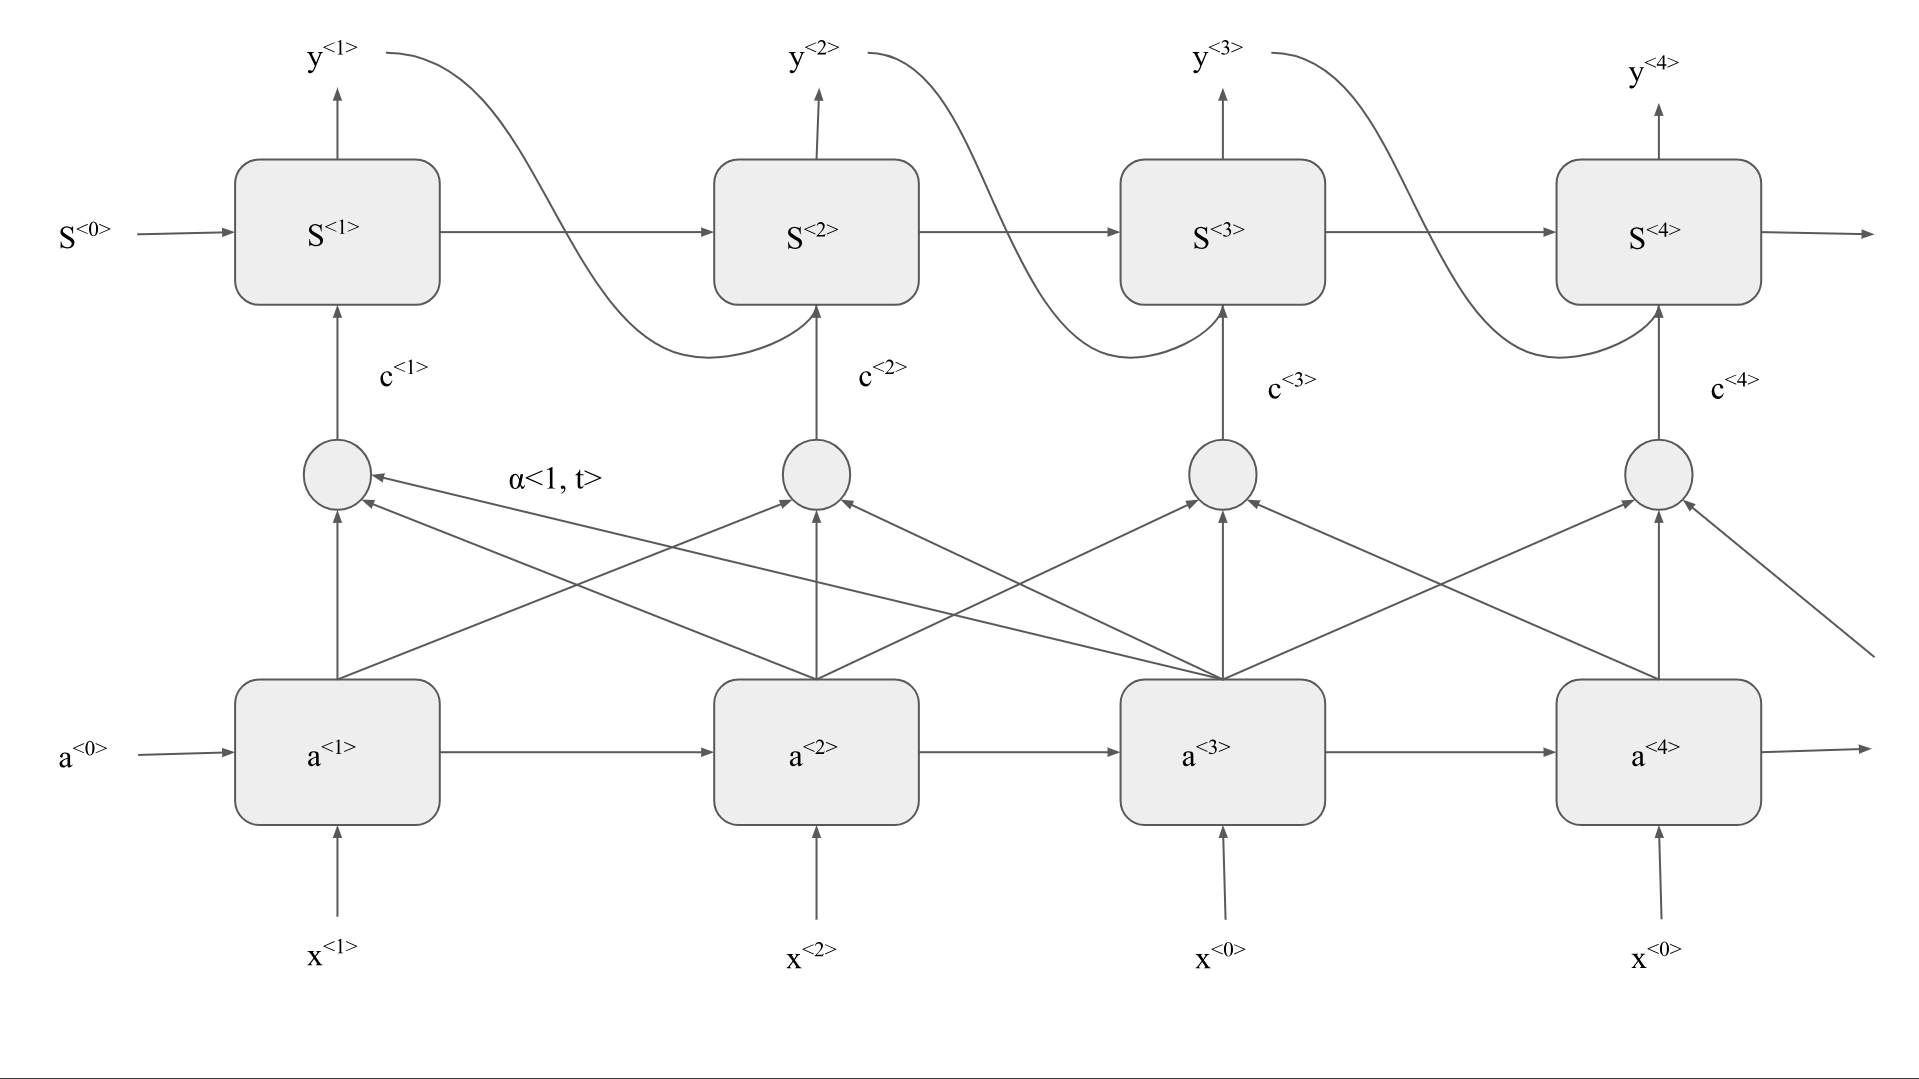 y<1> y<2> y<3> y<4>
S<0> S<1> S<2> S<3> S<4>
c<1> c<2> c<3> c<4>
α<1, t>
a<0> a<1> a<2> a<3> a<4>
x<1> x<2> x<0> x<0>